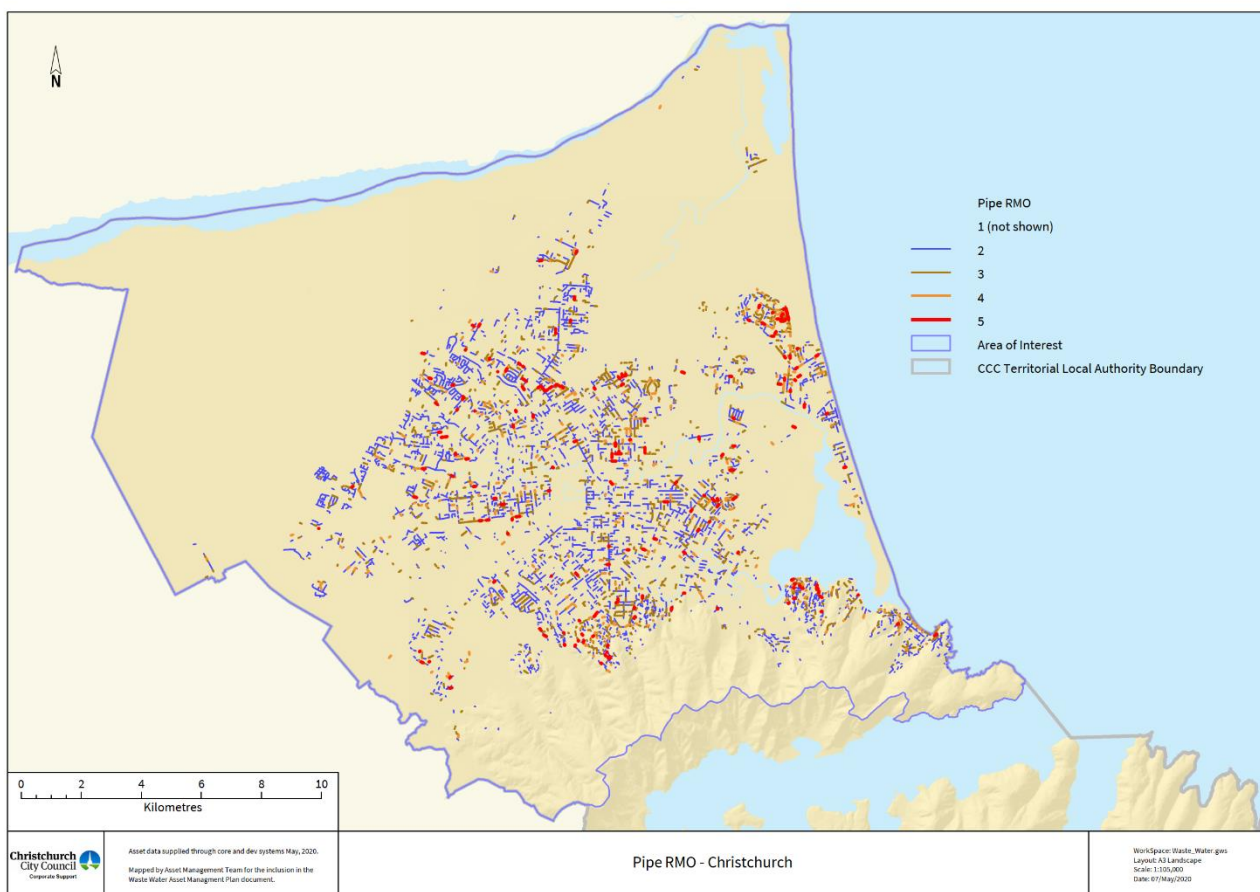 N
Pipe RMO
1 (not shown)
2
3
4
5
Area of Interest
CCC Territorial Local Authority Boundary
0 2 4 6 8 10
Kilometres
Christchurch
City Council
Corporate Support
Asset data supplied through core and dev systems May, 2020.
Mapped by Asset Management Team for the inclusion in the
Waste Water Asset Managment Plan document.
Pipe RMO - Christchurch
WorkSpace: Waste_Water.gws
Layout: A3 Landscape
Scale: 1:105,000
Date: 07/May/2020